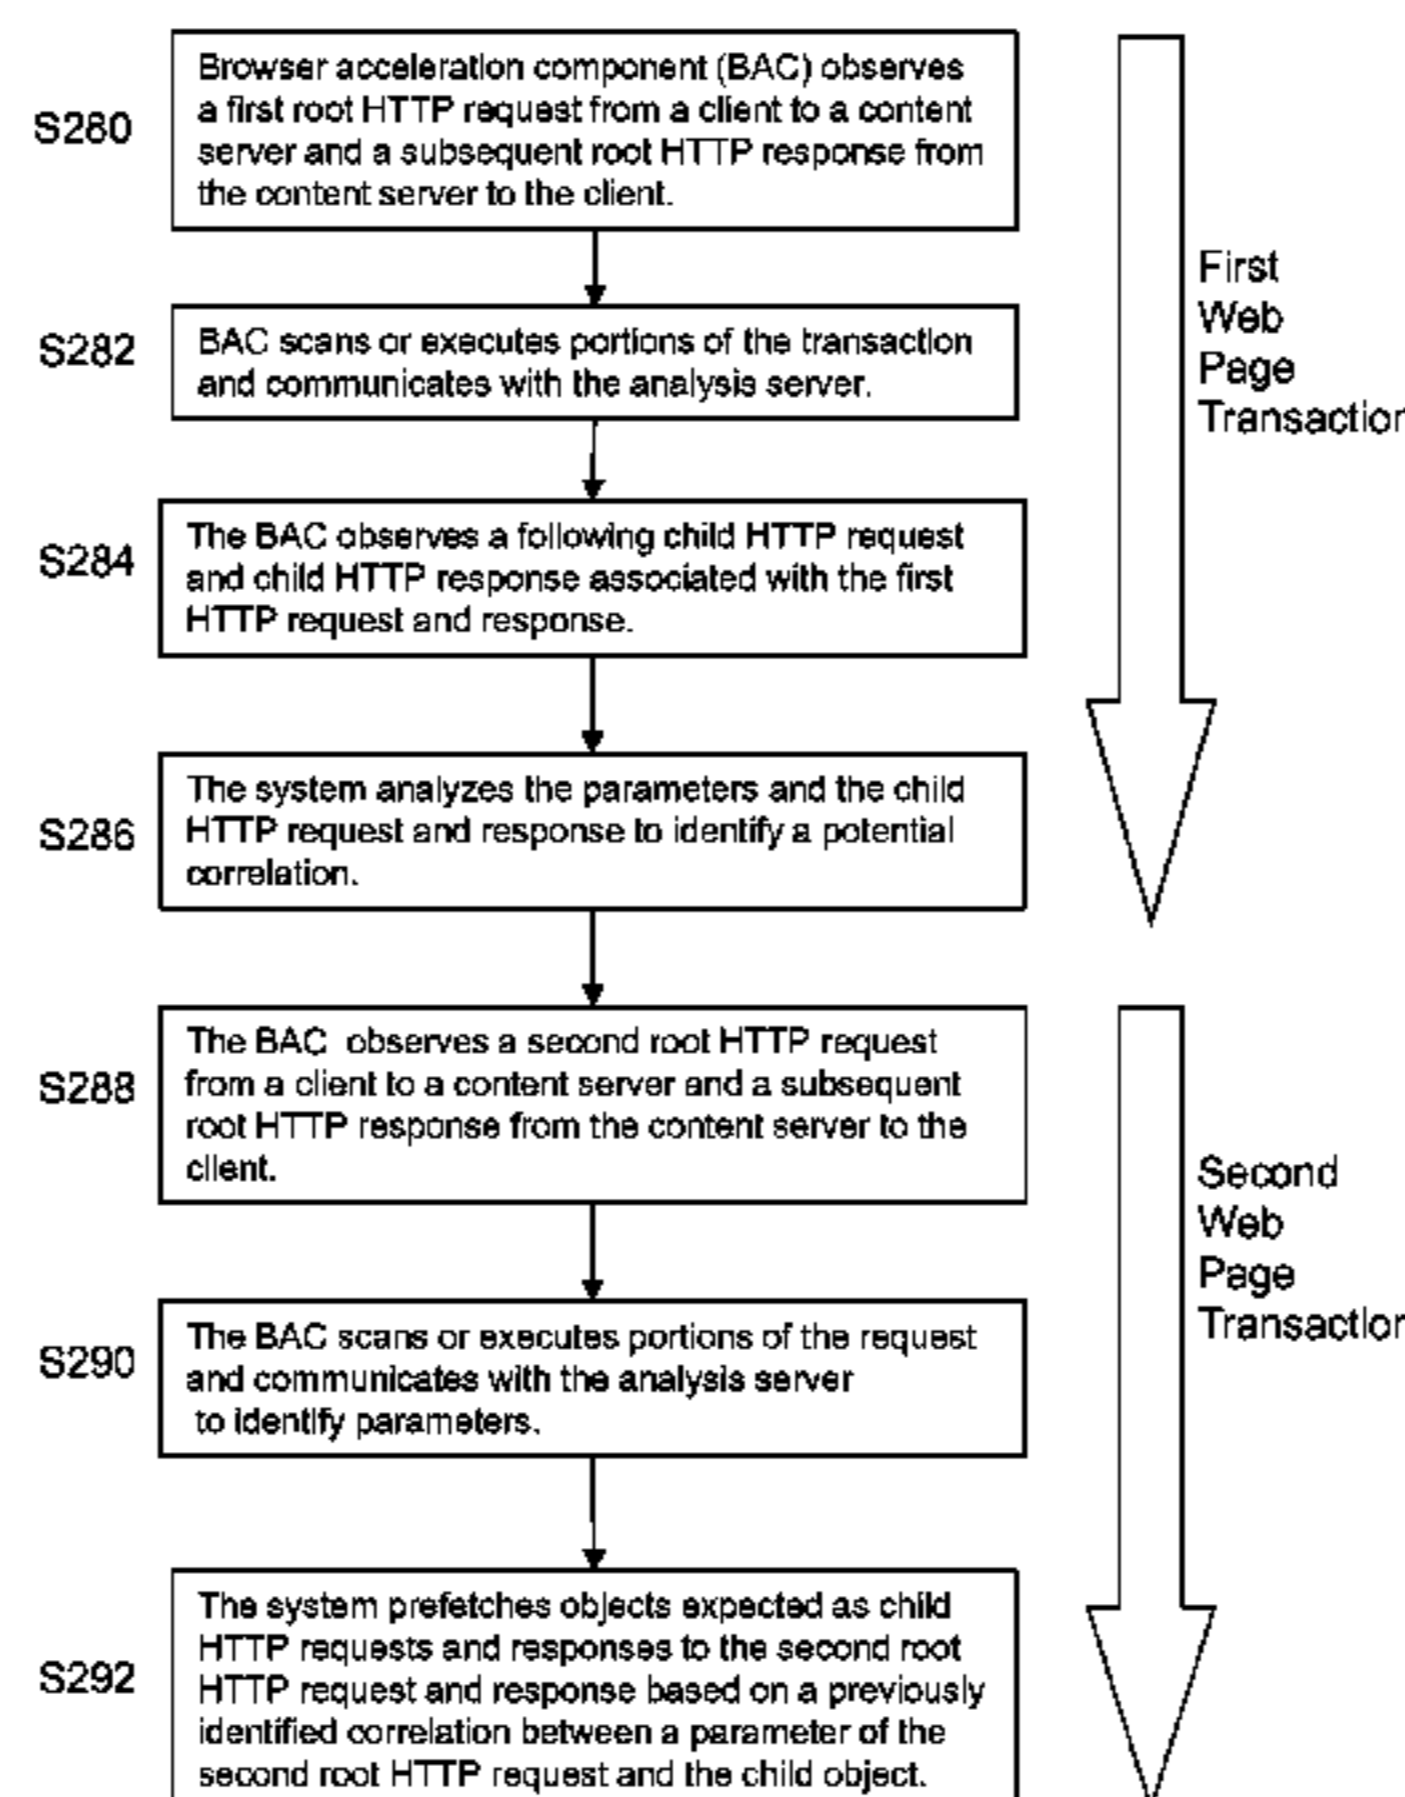 Browser acceleration component (BAC) observes
a first root HTTP request from a client to a content
S280
server and a subsequent root HTTP response from
the content server to the client.
First
Web
Page
Transaction
S282
BAC scans or executes portions of the transaction
and communicates with the analysis server.
S284
The BAC observes a following child HTTP request
and child HTTP response associated with the first
HTTP request and response.
S286
The system analyzes the parameters and the child
HTTP request and response to identify a potential
correlation.
S288
The BAC observes a second root HTTP request
from a client to a content server and a subsequent
root HTTP response from the content server to the
client.
Second
Web
Page
Transaction
S290
The BAC scans or executes portions of the request
and communicates with the analysis server
to identify parameters.
S292
The system prefetches objects expected as child
HTTP requests and responses to the second root
HTTP request and response based on a previously
identified correlation between a parameter of the
second root HTTP request and the child object.